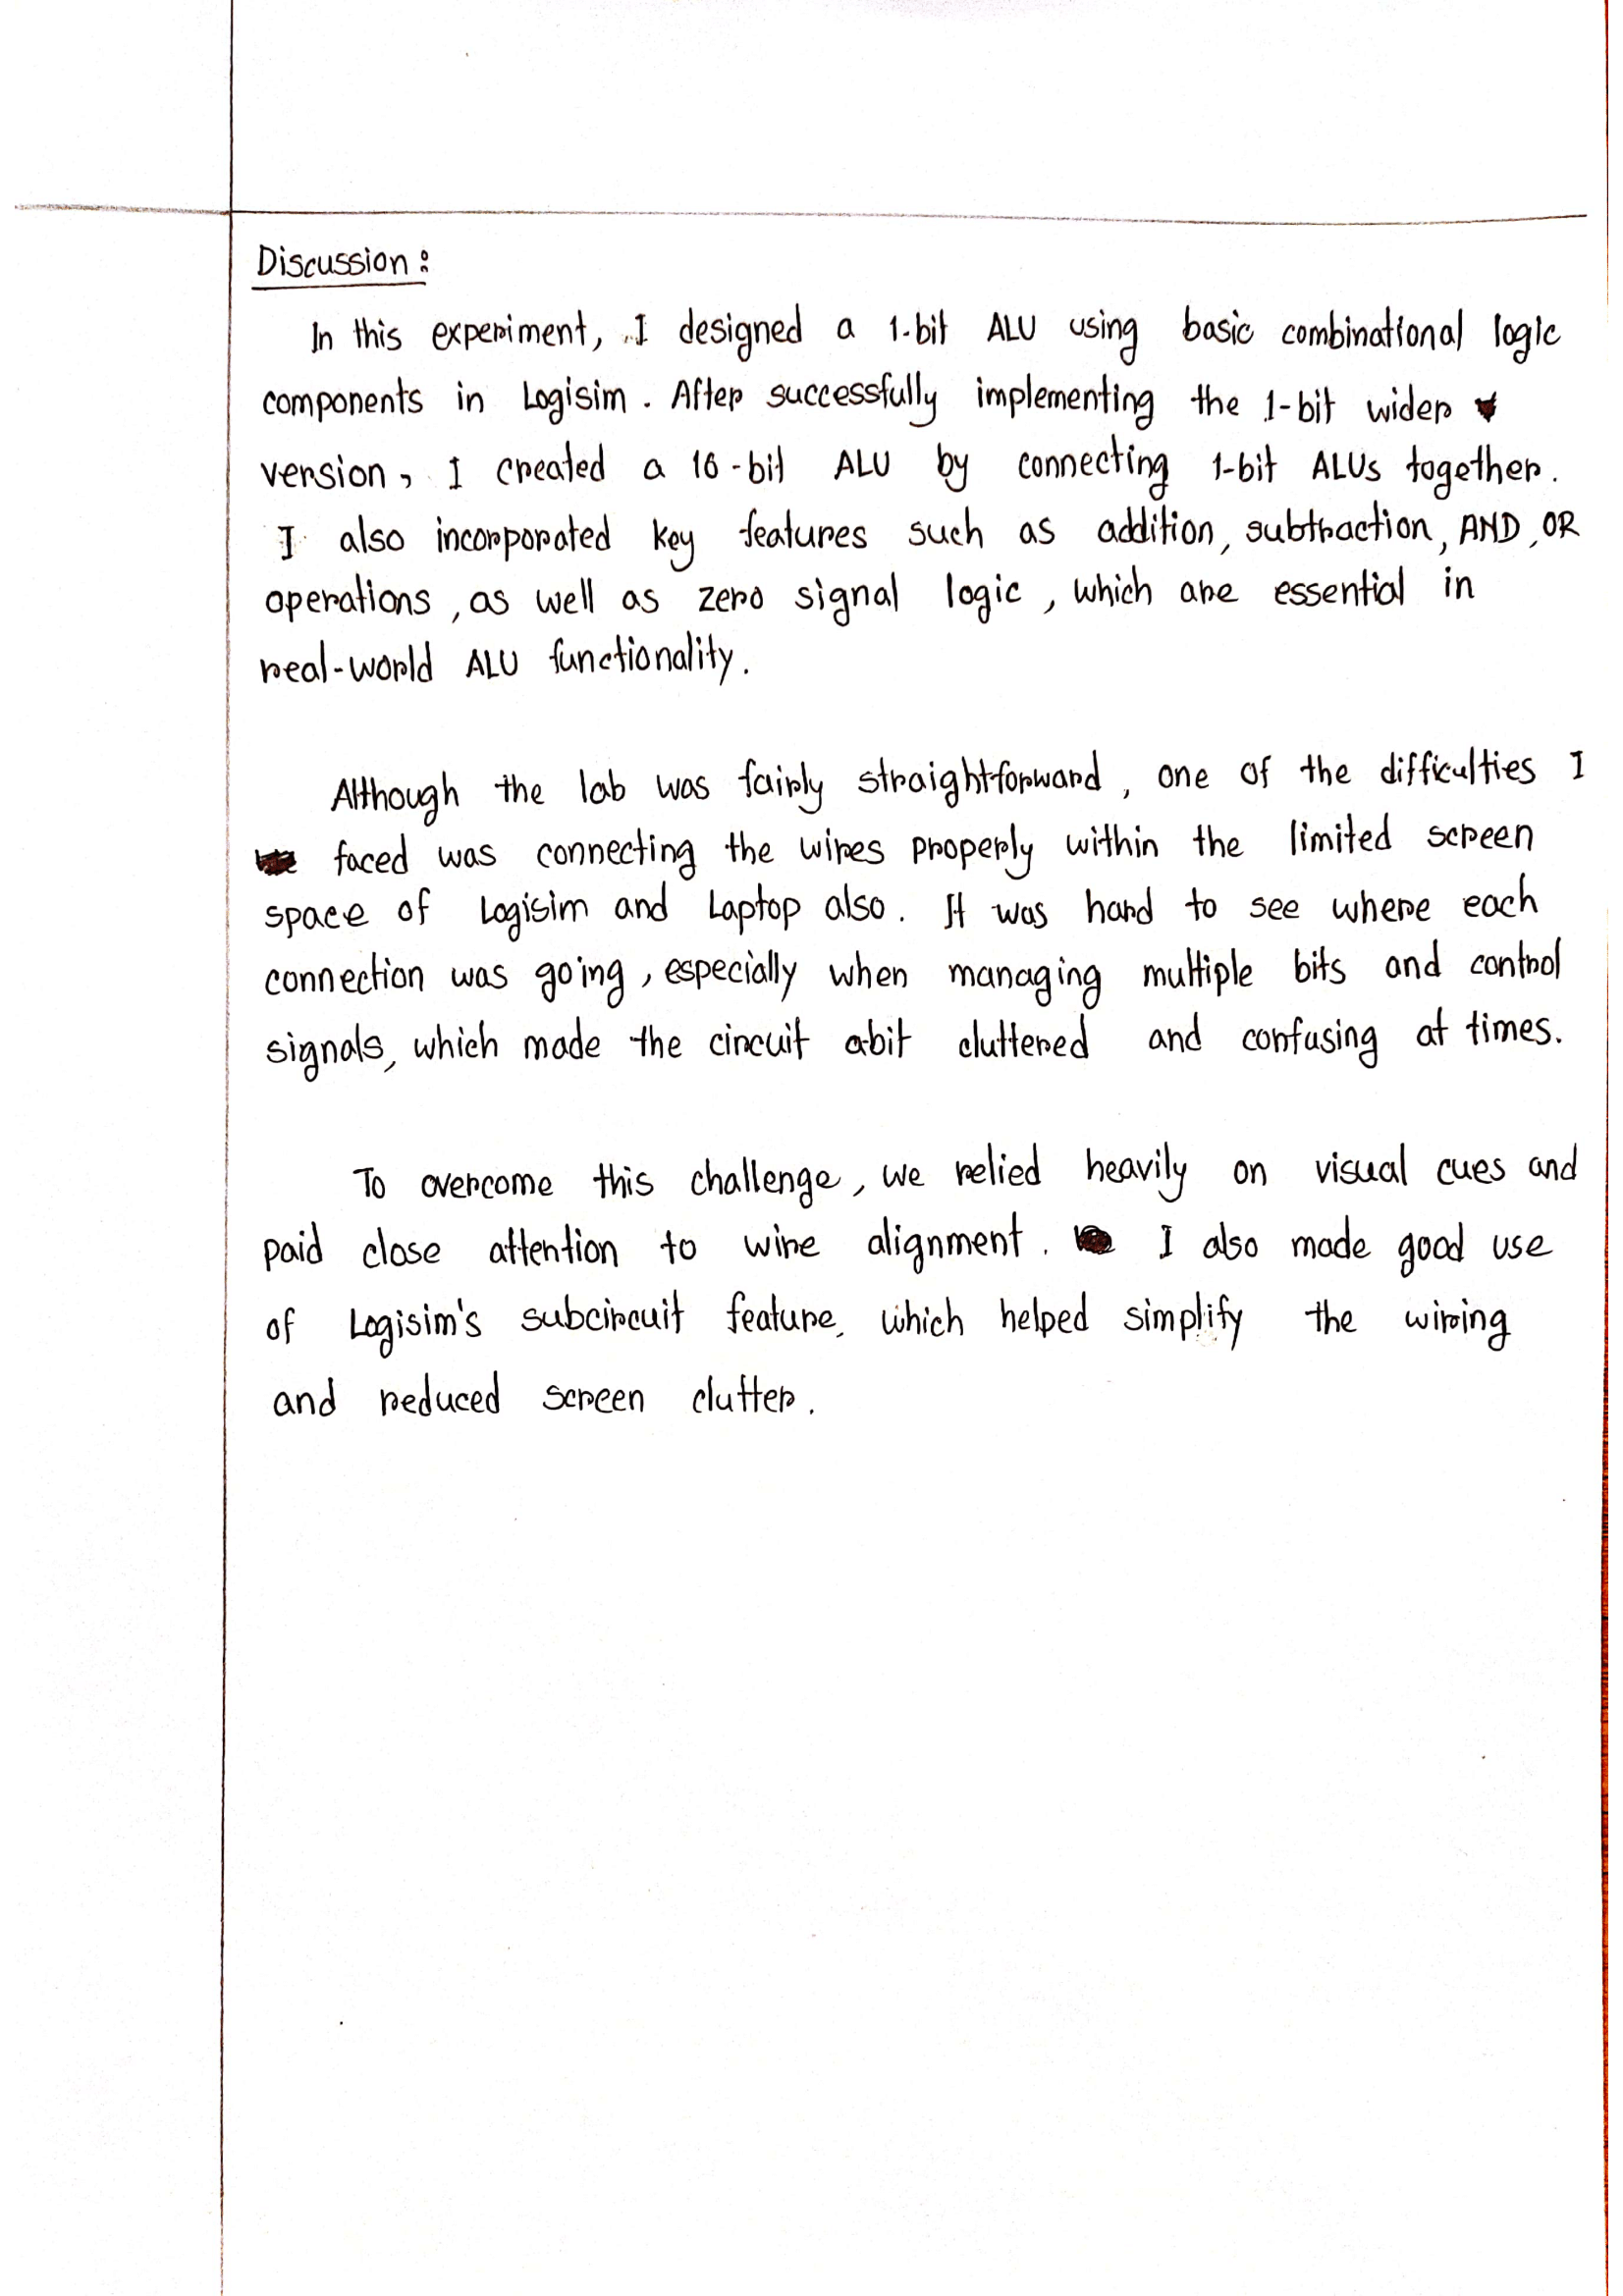 Discussion:
In this experiment, I designed a 1-bit ALU using basic combinational logic
components in Logisim. After successfully implementing the 1-bit wider
version, I created a 16-bit ALU by connecting 1-bit ALUs together.
I also incorporated key features such as addition, subtraction, AND, OR
operations, as well as zero signal logic, which are essential in
real-world ALU functionality.
Although the lab was fairly straightforward, one of the difficulties I
faced was connecting the wires properly within the limited screen
space of Logisim and Laptop also. It was hard to see where each
connection was going, especially when managing multiple bits and control
signals, which made the circuit a bit cluttered and confusing at times.
To overcome this challenge, we relied heavily on visual cues and
paid close attention to wire alignment. I also made good use
of Logisim's subcircuit feature, which helped simplify the wiring
and reduced screen clutter.